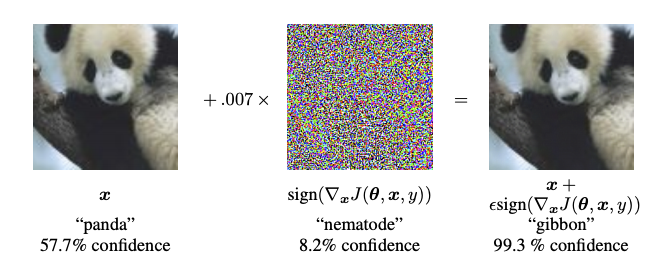 + .007 ×
=
x
sign(∇ₓJ(θ, x, y))
x +
ϵsign(∇ₓJ(θ, x, y))
“panda”
“nematode”
“gibbon”
57.7% confidence
8.2% confidence
99.3 % confidence